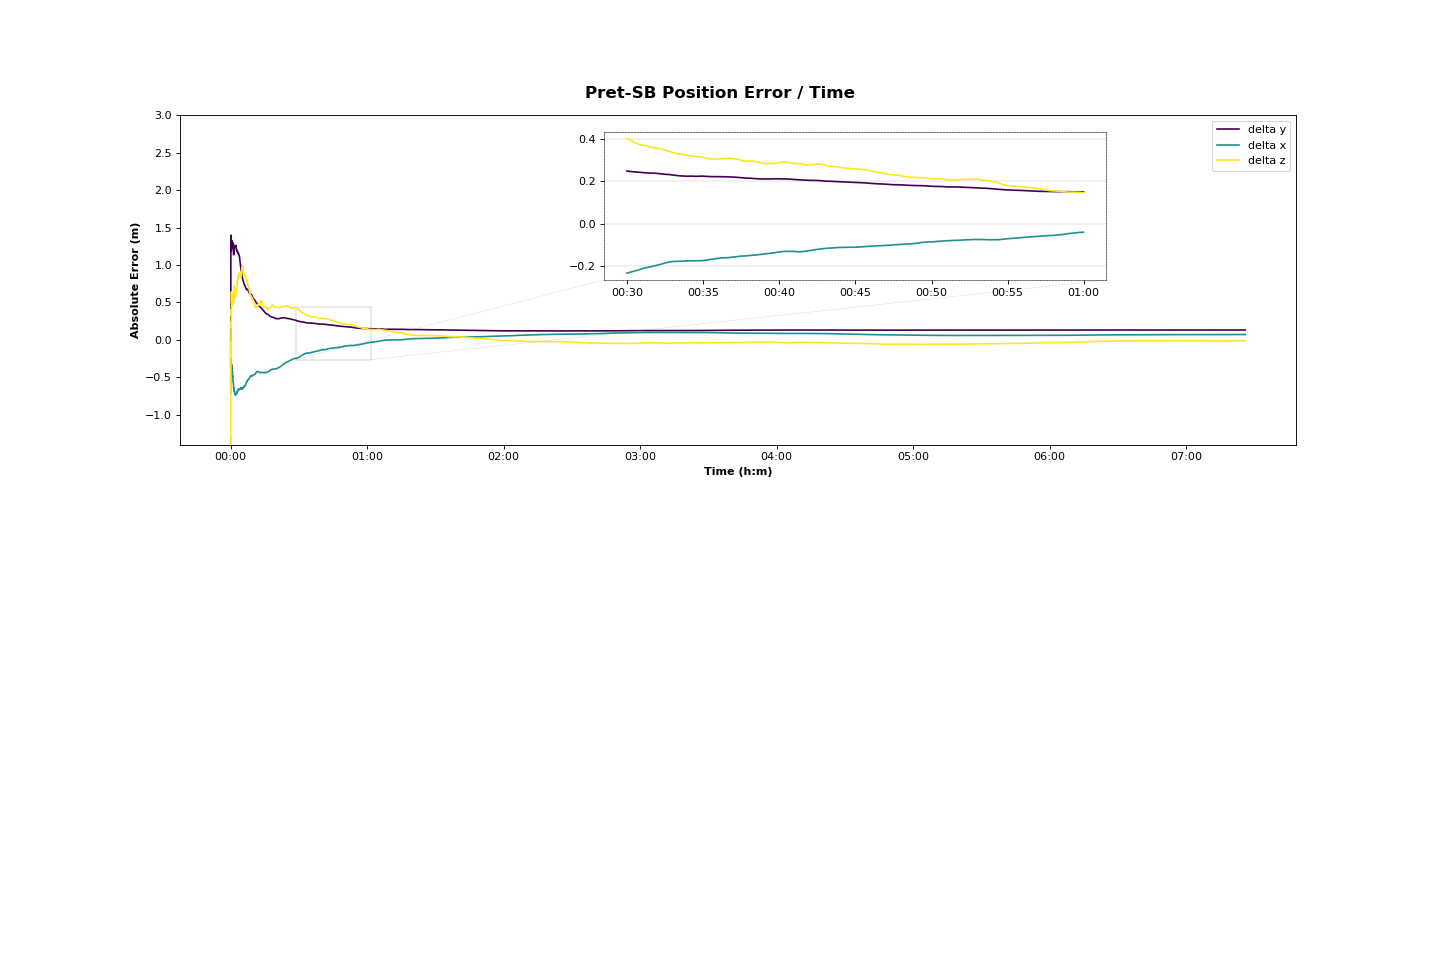 Pret-SB Position Error / Time
Absolute Error (m)
3.0
2.5
2.0
1.5
1.0
0.5
0.0
−0.5
−1.0
0.4
0.2
0.0
−0.2
00:30 00:35 00:40 00:45 00:50 00:55 01:00
delta y
delta x
delta z
00:00 01:00 02:00 03:00 04:00 05:00 06:00 07:00
Time (h:m)